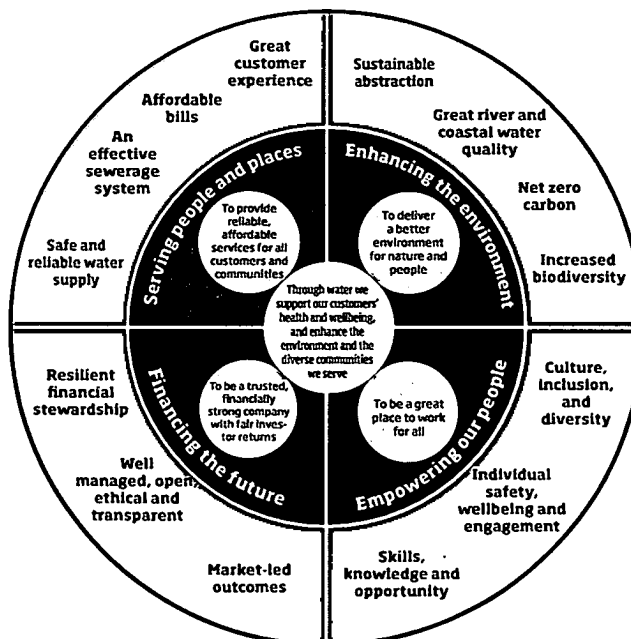 Great
customer
experience
Affordable
bills
An
effective
sewerage
system
Safe and
reliable water
supply
Serving people and places
To provide
reliable,
affordable
services for all
customers and
communities
Sustainable
abstraction
Great river and
coastal water
quality
Net zero
carbon
Increased
biodiversity
Enhancing the environment
To deliver
a better
environment
for nature and
people
Through water we
support our customers'
health and wellbeing,
and enhance the
environment and the
diverse communities
we serve
Resilient
financial
stewardship
Well
managed, open,
ethical and
transparent
Market-led
outcomes
Financing the future
To be a trusted,
financially
strong company
with fair inves-
tor returns
Culture,
inclusion,
and
diversity
Individual
safety,
wellbeing and
engagement
Skills,
knowledge and
opportunity
Empowering our people
To be a great
place to work
for all